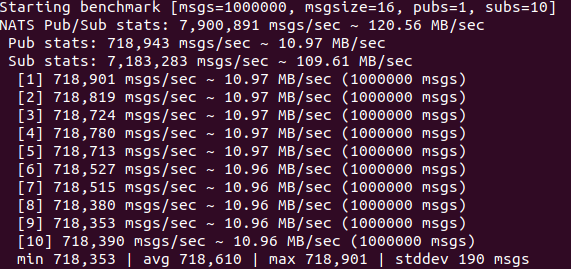 Starting benchmark [msgs=1000000, msgsize=16, pubs=1, subs=10]
NATS Pub/Sub stats: 7,900,891 msgs/sec ~ 120.56 MB/sec
 Pub stats: 718,943 msgs/sec ~ 10.97 MB/sec
 Sub stats: 7,183,283 msgs/sec ~ 109.61 MB/sec
  [1] 718,901 msgs/sec ~ 10.97 MB/sec (1000000 msgs)
  [2] 718,819 msgs/sec ~ 10.97 MB/sec (1000000 msgs)
  [3] 718,724 msgs/sec ~ 10.97 MB/sec (1000000 msgs)
  [4] 718,780 msgs/sec ~ 10.97 MB/sec (1000000 msgs)
  [5] 718,713 msgs/sec ~ 10.97 MB/sec (1000000 msgs)
  [6] 718,527 msgs/sec ~ 10.96 MB/sec (1000000 msgs)
  [7] 718,515 msgs/sec ~ 10.96 MB/sec (1000000 msgs)
  [8] 718,380 msgs/sec ~ 10.96 MB/sec (1000000 msgs)
  [9] 718,353 msgs/sec ~ 10.96 MB/sec (1000000 msgs)
  [10] 718,390 msgs/sec ~ 10.96 MB/sec (1000000 msgs)
  min 718,353 | avg 718,610 | max 718,901 | stddev 190 msgs